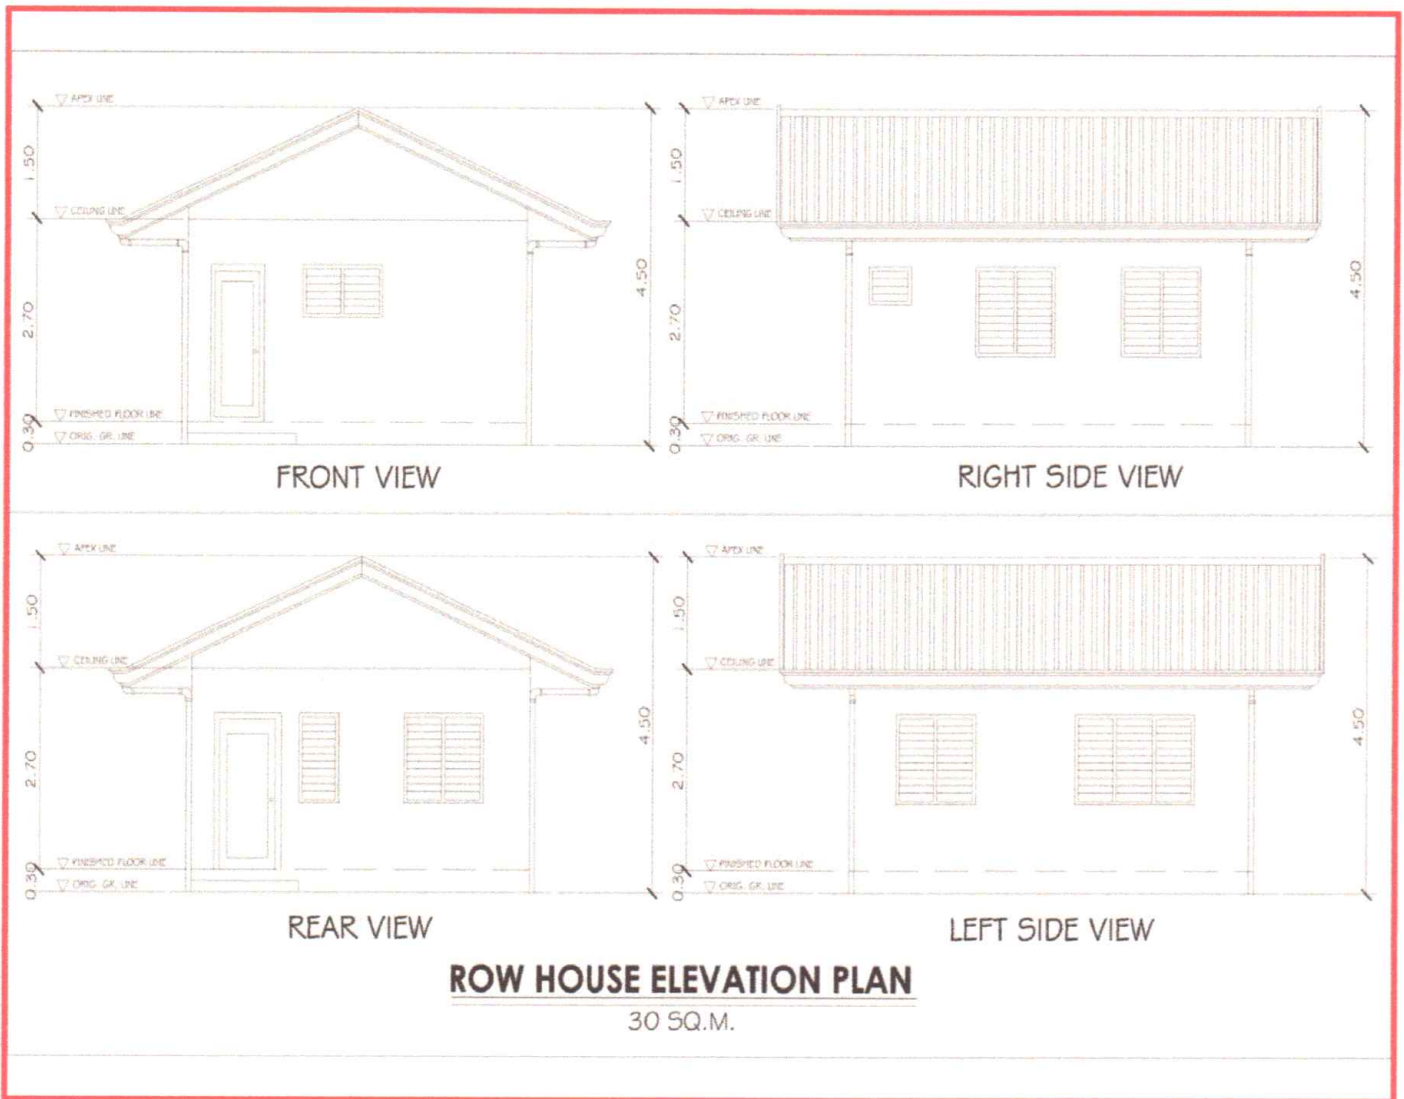 APEX LINE
1.50
CEILING LINE
2.70
4.50
FINISHED FLOOR LINE
0.30
ORIG. GR. LINE
FRONT VIEW
APEX LINE
1.50
CEILING LINE
2.70
4.50
FINISHED FLOOR LINE
0.30
ORIG. GR. LINE
RIGHT SIDE VIEW
APEX LINE
1.50
CEILING LINE
2.70
4.50
FINISHED FLOOR LINE
0.30
ORIG. GR. LINE
REAR VIEW
APEX LINE
1.50
CEILING LINE
2.70
4.50
FINISHED FLOOR LINE
0.30
ORIG. GR. LINE
LEFT SIDE VIEW
ROW HOUSE ELEVATION PLAN
30 SQ.M.